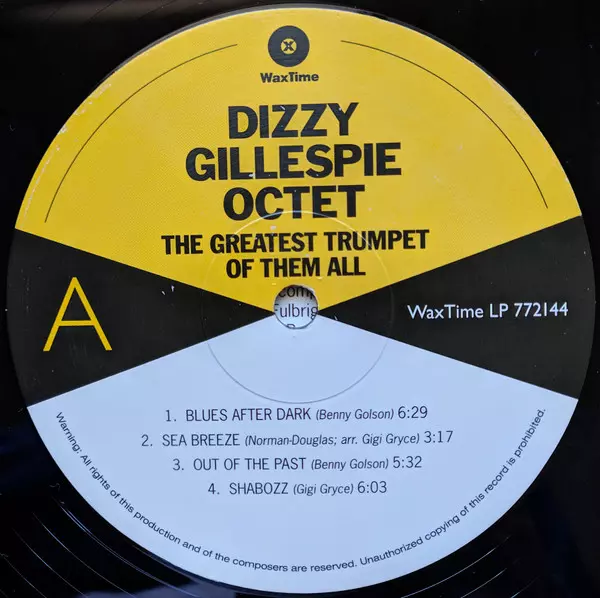 WaxTime
DIZZY
GILLESPIE
OCTET
THE GREATEST TRUMPET
OF THEM ALL
A
WaxTime LP 772144
1. BLUES AFTER DARK (Benny Golson) 6:29
2. SEA BREEZE (Norman-Douglas; arr. Gigi Gryce) 3:17
3. OUT OF THE PAST (Benny Golson) 5:32
4. SHABOZZ (Gigi Gryce) 6:03
Warning: All rights of this production and of the composers are reserved. Unauthorized copying of this record is prohibited.